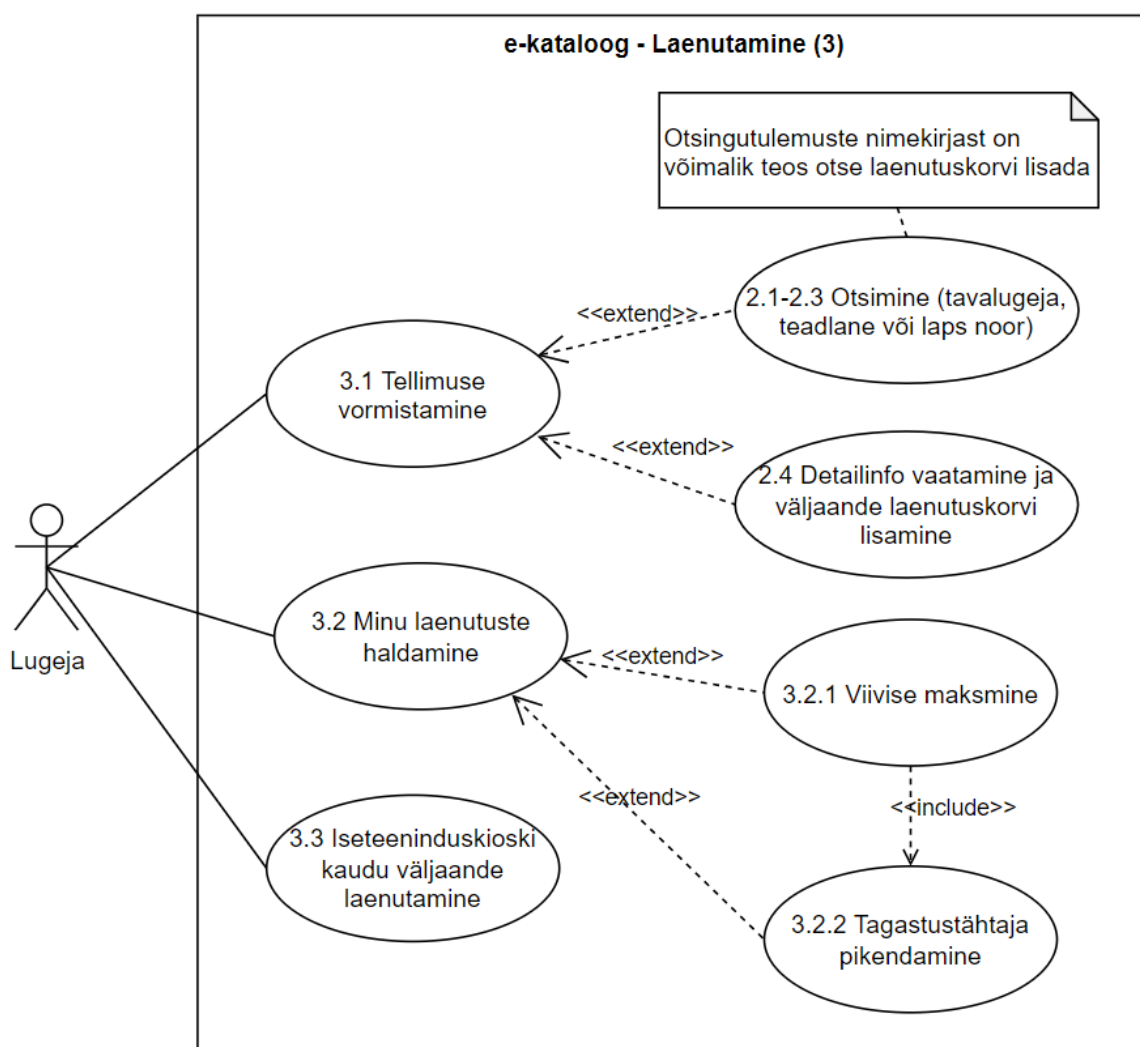 e-kataloog - Laenutamine (3)
Otsingutulemuste nimekirjast on
võimalik teos otse laenutuskorvi lisada
2.1-2.3 Otsimine (tavalugeja,
teadlane või laps noor)
<<extend>>
3.1 Tellimuse
vormistamine
<<extend>>
2.4 Detailinfo vaatamine ja
väljaande laenutuskorvi
lisamine
Lugeja
3.2 Minu laenutuste
haldamine
<<extend>>
3.2.1 Viivise maksmine
<<extend>>
<<include>>
3.3 Iseteeninduskioski
kaudu väljaande
laenutamine
3.2.2 Tagastustähtaja
pikendamine